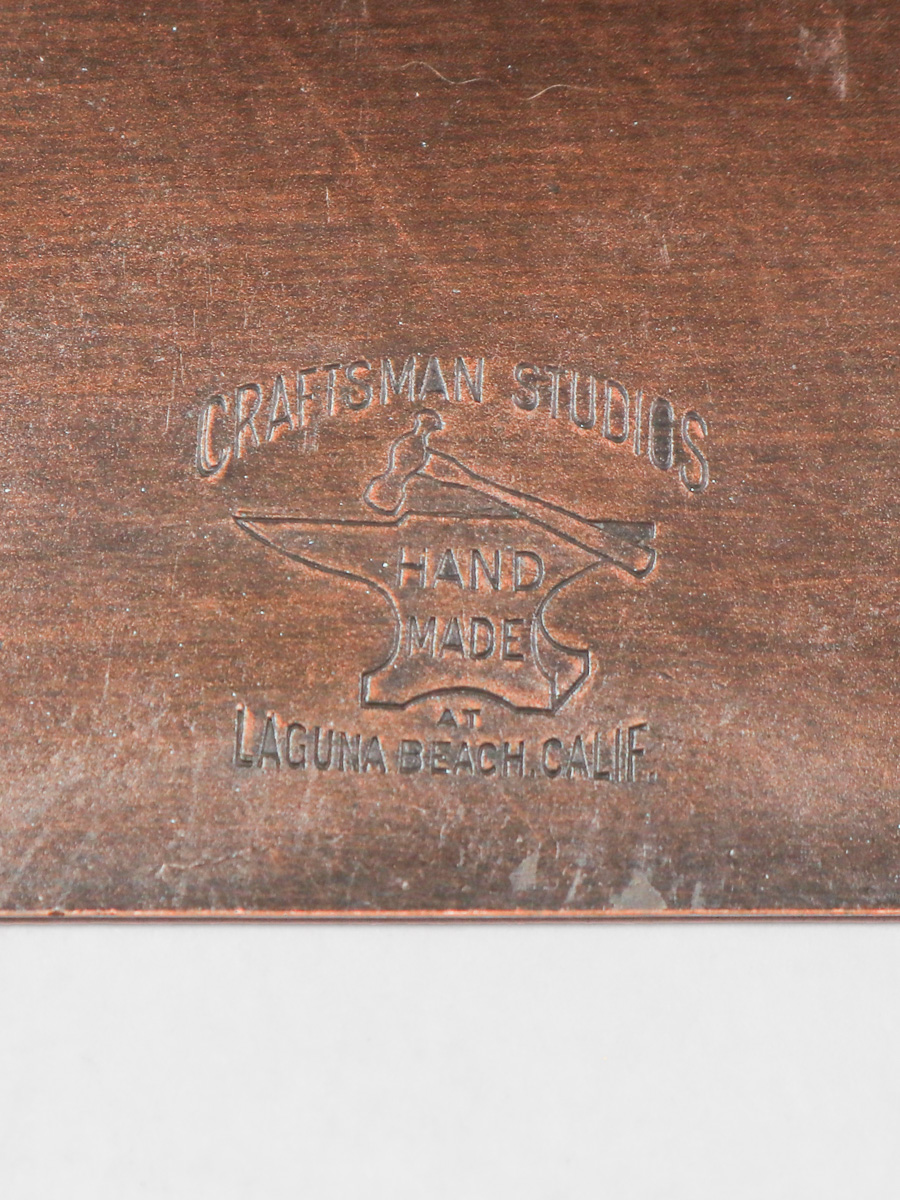 CRAFTSMAN STUDIOS
HAND
MADE
AT
LAGUNA BEACH. CALIF.